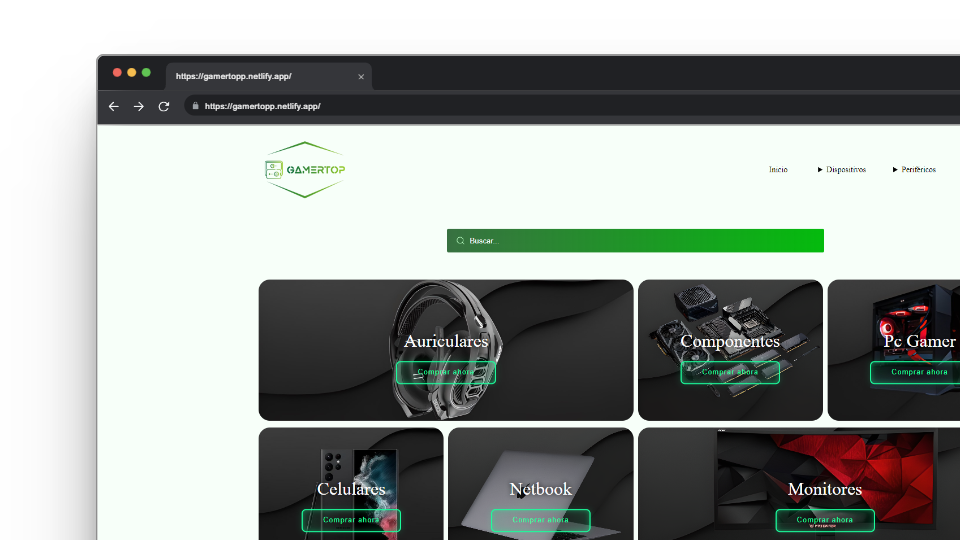 https://gamertopp.netlify.app/
https://gamertopp.netlify.app/
GAMERTOP
Inicio
Dispositivos
Perifèricos
Buscar...
Auriculares
Comprar ahora
Componentes
Comprar ahora
Pc Gamer
Comprar ahora
Celulares
Comprar ahora
Netbook
Comprar ahora
Monitores
Comprar ahora